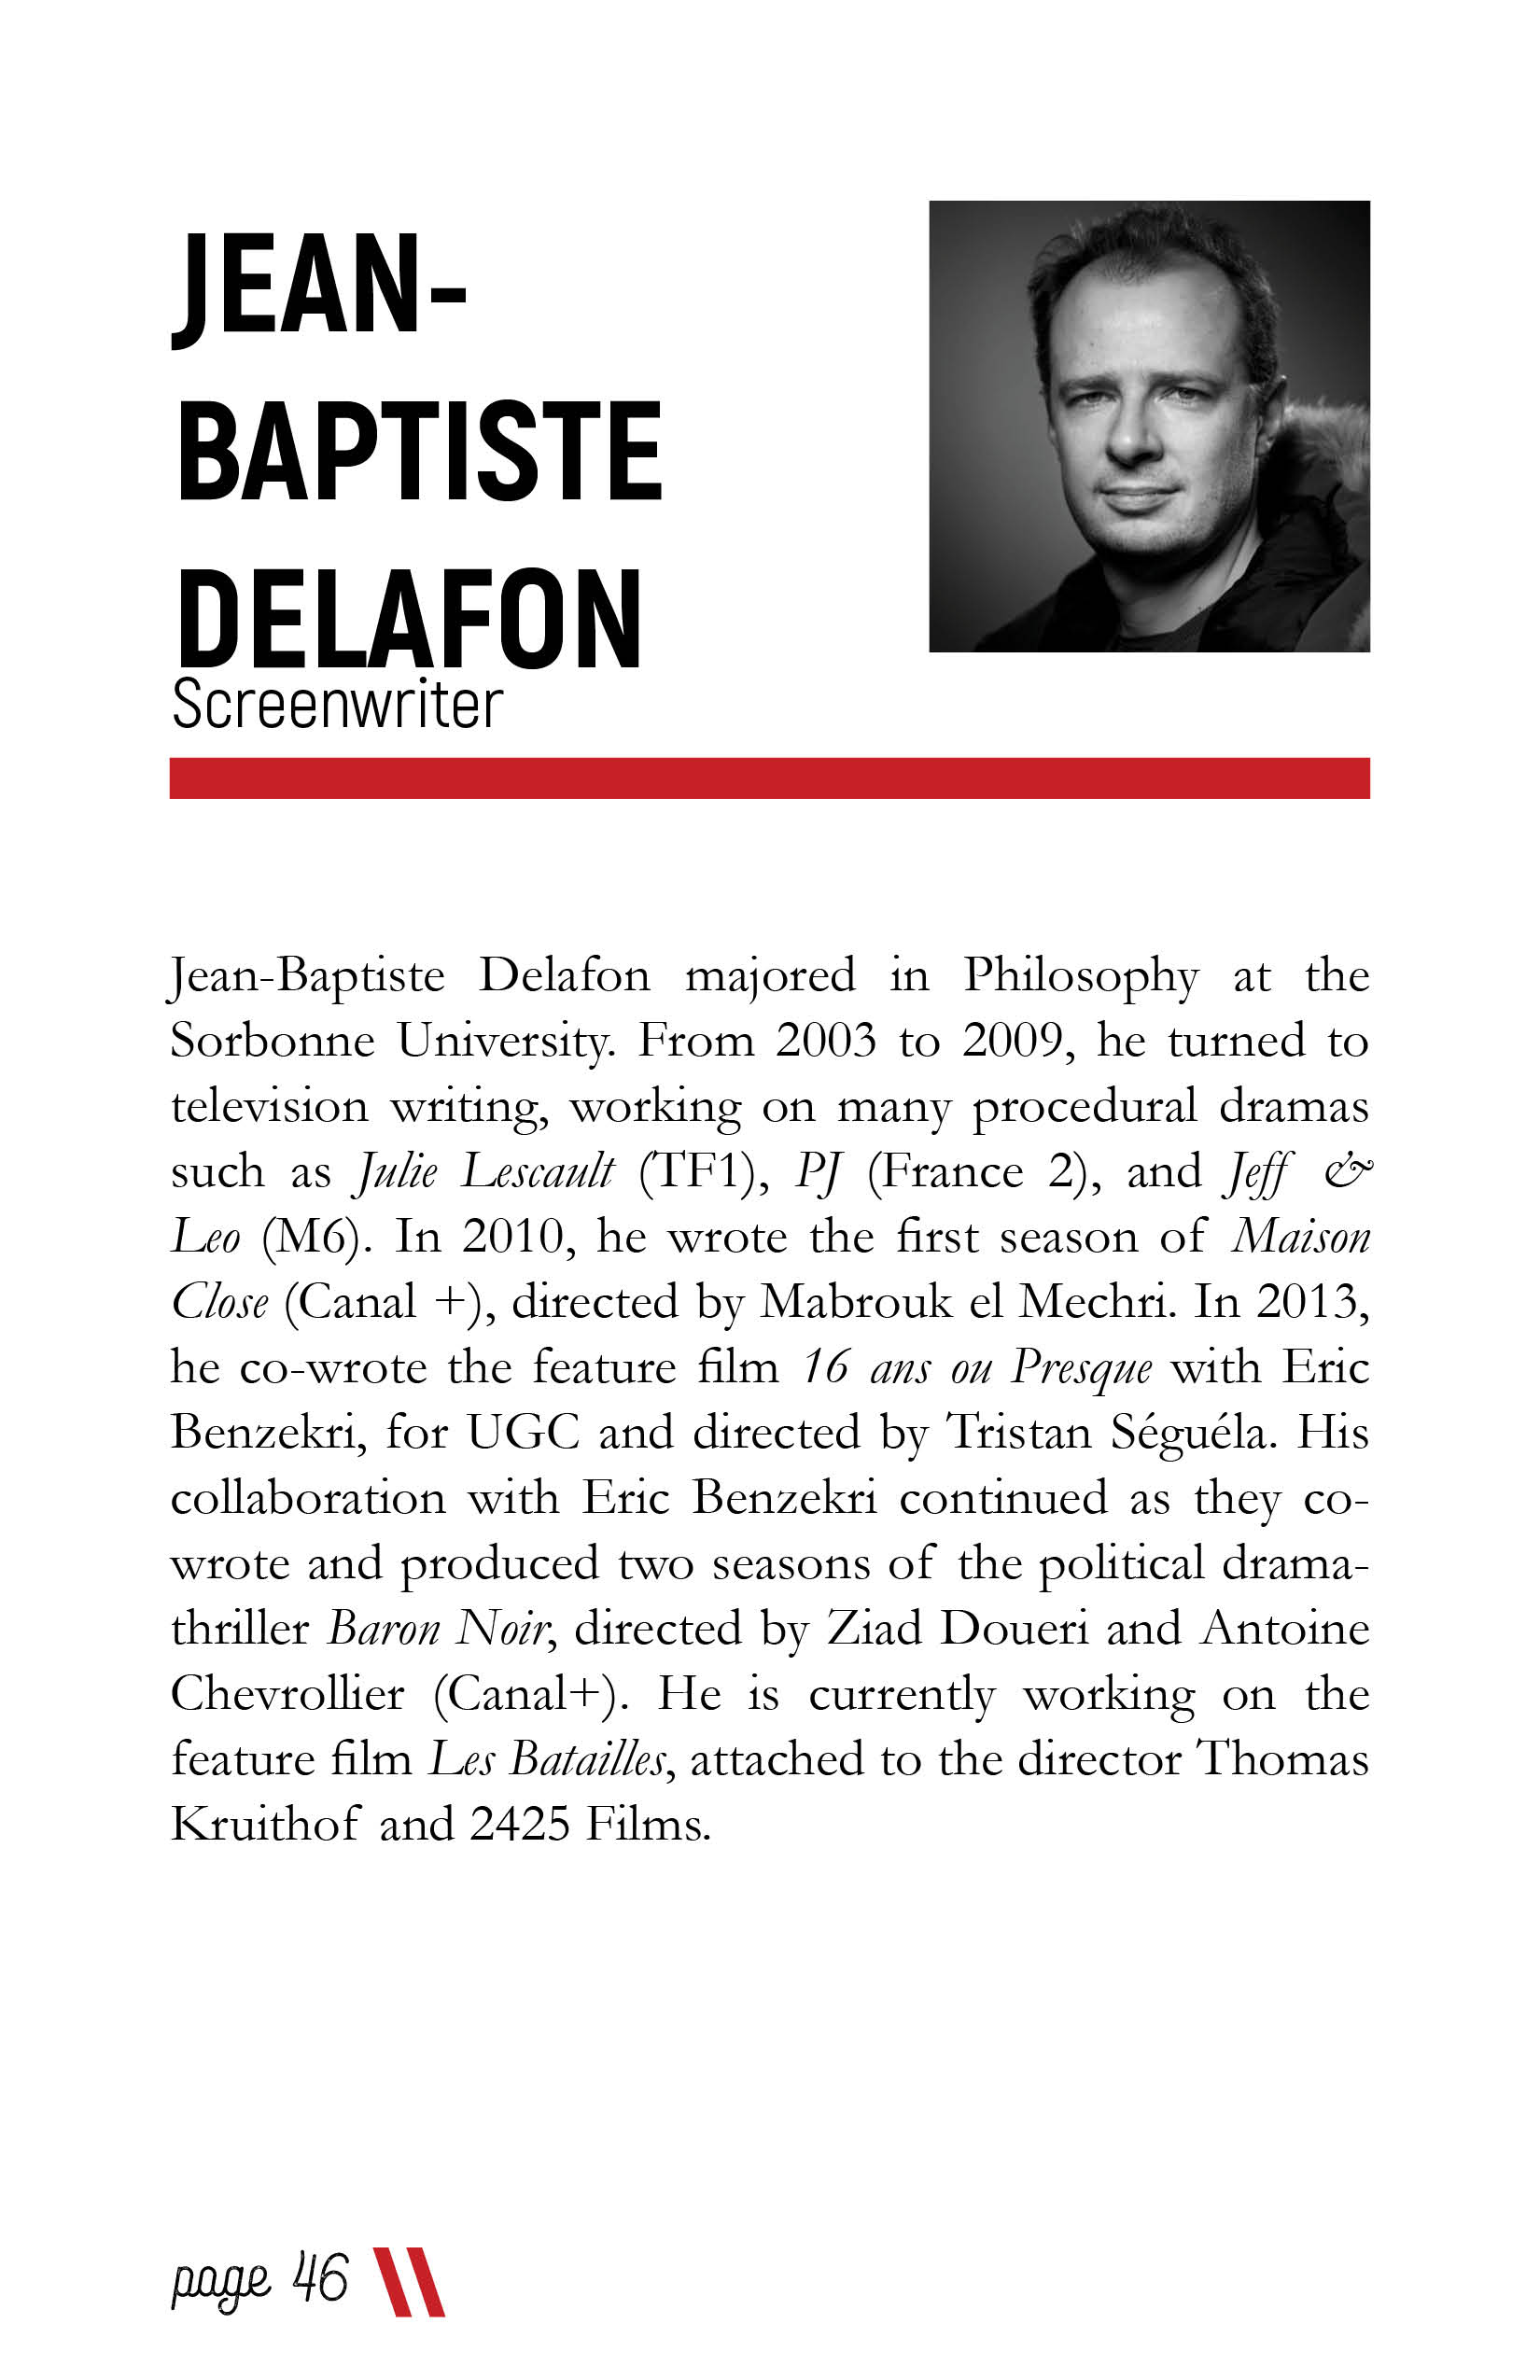 JEAN-
BAPTISTE
DELAFON
Screenwriter
Jean-Baptiste Delafon majored in Philosophy at the
Sorbonne University. From 2003 to 2009, he turned to
television writing, working on many procedural dramas
such as Julie Lescault (TF1), PJ (France 2), and Jeff &
Leo (M6). In 2010, he wrote the first season of Maison
Close (Canal +), directed by Mabrouk el Mechri. In 2013,
he co-wrote the feature film 16 ans ou Presque with Eric
Benzekri, for UGC and directed by Tristan Séguéla. His
collaboration with Eric Benzekri continued as they co-
wrote and produced two seasons of the political drama-
thriller Baron Noir, directed by Ziad Doueri and Antoine
Chevrollier (Canal+). He is currently working on the
feature film Les Batailles, attached to the director Thomas
Kruithof and 2425 Films.
page 46